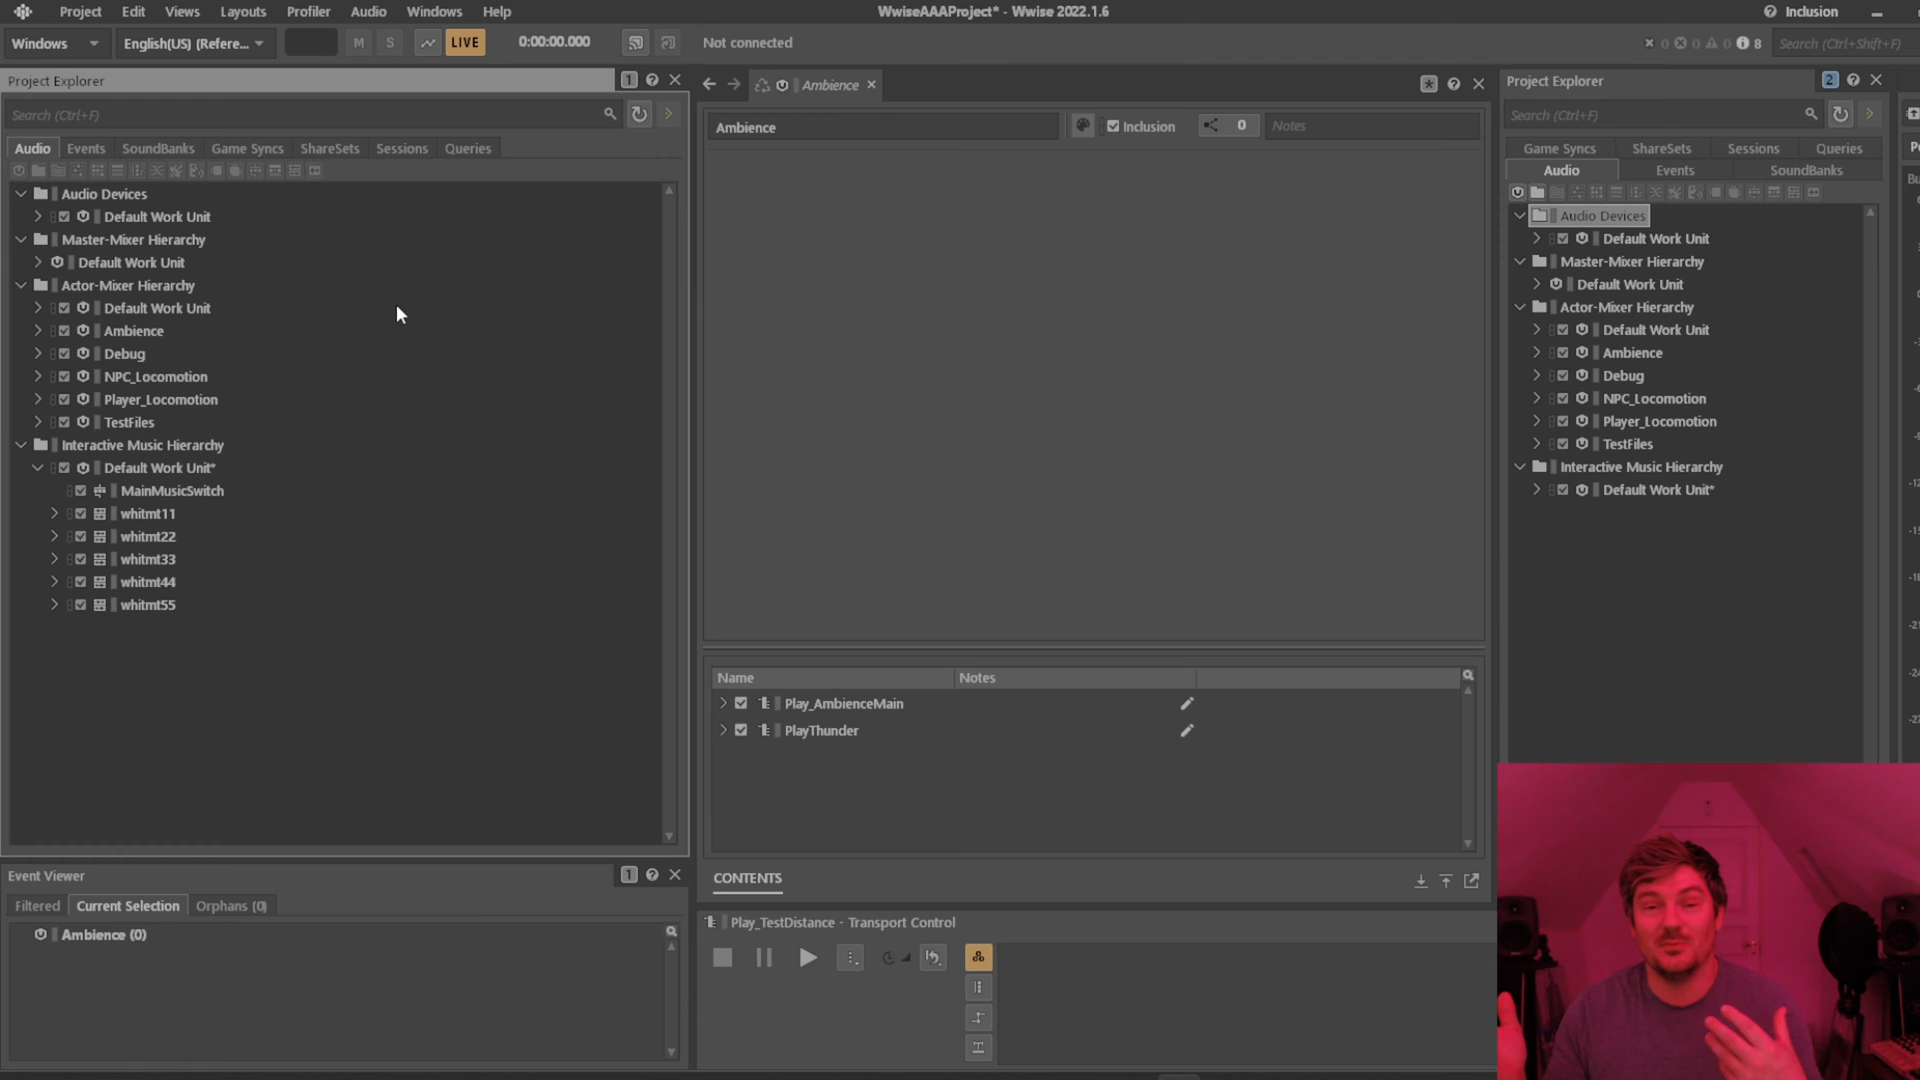 Project Edit Views Layouts Profiler Audio Windows Help
WwiseAAAProject* - Wwise 2022.1.6
Inclusion
Windows
English(US) (Refere...
M S
LIVE
0:00:00.000
Not connected
0 0 0 8
Search (Ctrl+Shift+F)
Project Explorer
1
Search (Ctrl+F)
Audio Events SoundBanks Game Syncs ShareSets Sessions Queries
Audio Devices
Default Work Unit
Master-Mixer Hierarchy
Default Work Unit
Actor-Mixer Hierarchy
Default Work Unit
Ambience
Debug
NPC_Locomotion
Player_Locomotion
TestFiles
Interactive Music Hierarchy
Default Work Unit*
MainMusicSwitch
whitmt11
whitmt22
whitmt33
whitmt44
whitmt55
Event Viewer
1
Filtered Current Selection Orphans (0)
Ambience (0)
Ambience
Ambience
Inclusion
0
Notes
Name Notes
Play_AmbienceMain
PlayThunder
CONTENTS
Play_TestDistance - Transport Control
Project Explorer
2
Search (Ctrl+F)
Game Syncs ShareSets Sessions Queries
Audio Events SoundBanks
Audio Devices
Default Work Unit
Master-Mixer Hierarchy
Default Work Unit
Actor-Mixer Hierarchy
Default Work Unit
Ambience
Debug
NPC_Locomotion
Player_Locomotion
TestFiles
Interactive Music Hierarchy
Default Work Unit*